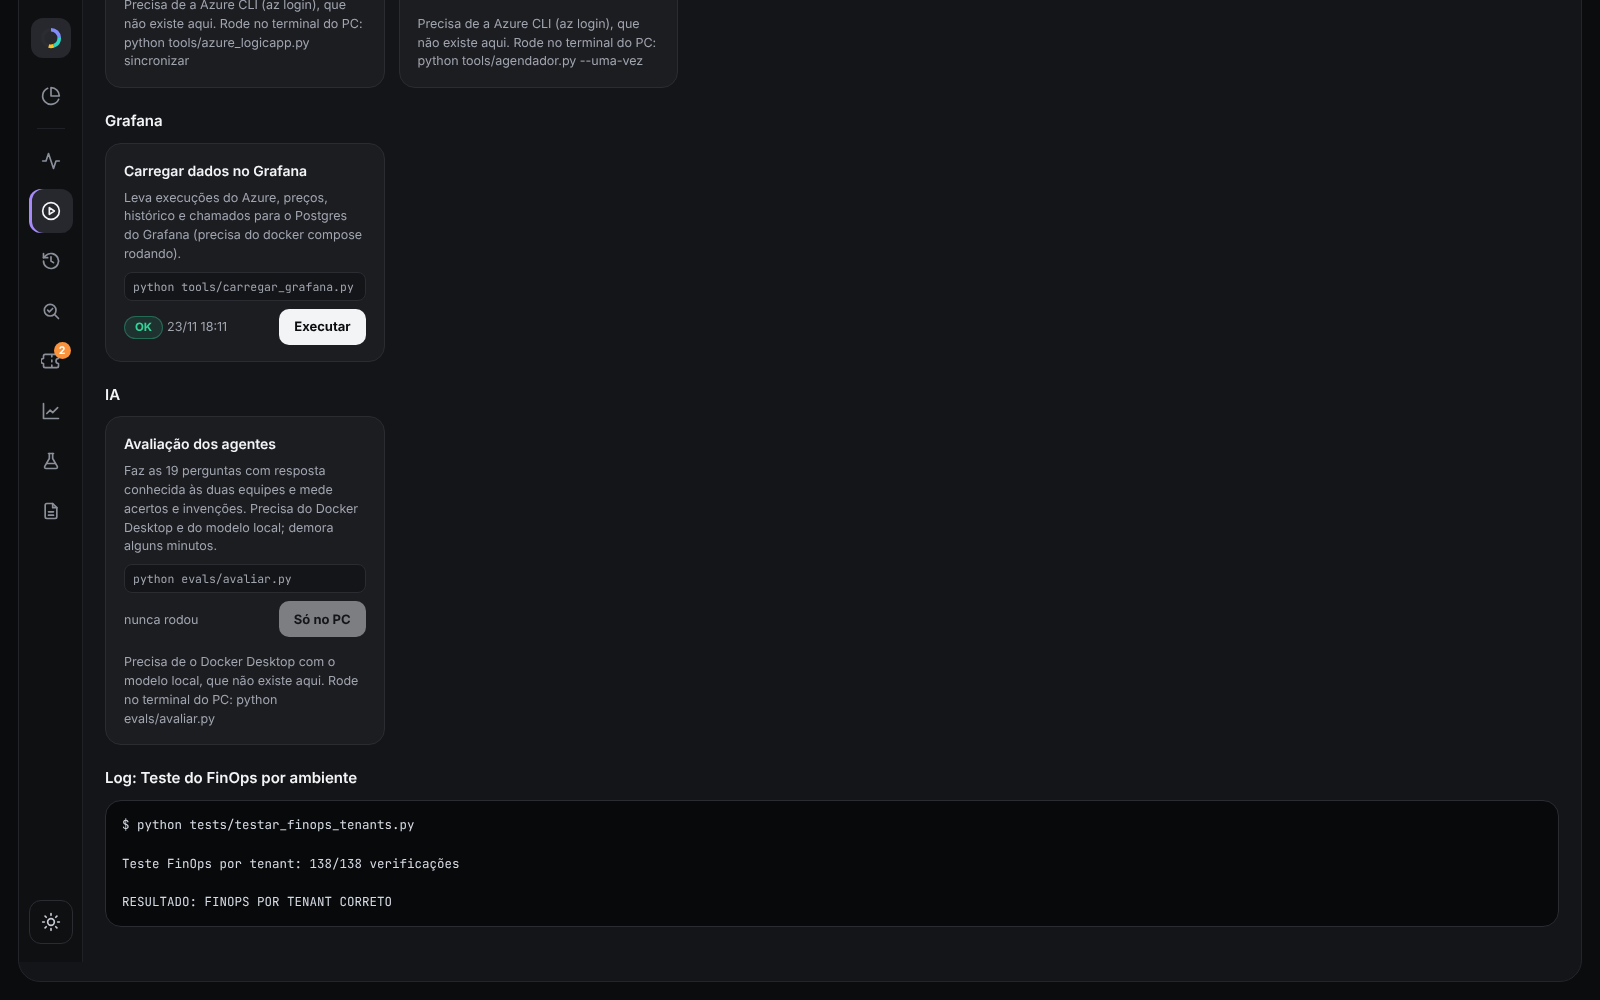 Precisa de a Azure CLI (az login), que
não existe aqui. Rode no terminal do PC:
python tools/azure_logicapp.py
sincronizar
Precisa de a Azure CLI (az login), que
não existe aqui. Rode no terminal do PC:
python tools/agendador.py --uma-vez
Grafana
Carregar dados no Grafana
Leva execuções do Azure, preços,
histórico e chamados para o Postgres
do Grafana (precisa do docker compose
rodando).
python tools/carregar_grafana.py
OK 23/11 18:11
Executar
2
IA
Avaliação dos agentes
Faz as 19 perguntas com resposta
conhecida às duas equipes e mede
acertos e invenções. Precisa do Docker
Desktop e do modelo local; demora
alguns minutos.
python evals/avaliar.py
nunca rodou
Só no PC
Precisa de o Docker Desktop com o
modelo local, que não existe aqui. Rode
no terminal do PC: python
evals/avaliar.py
Log: Teste do FinOps por ambiente
$ python tests/testar_finops_tenants.py
Teste FinOps por tenant: 138/138 verificações
RESULTADO: FINOPS POR TENANT CORRETO